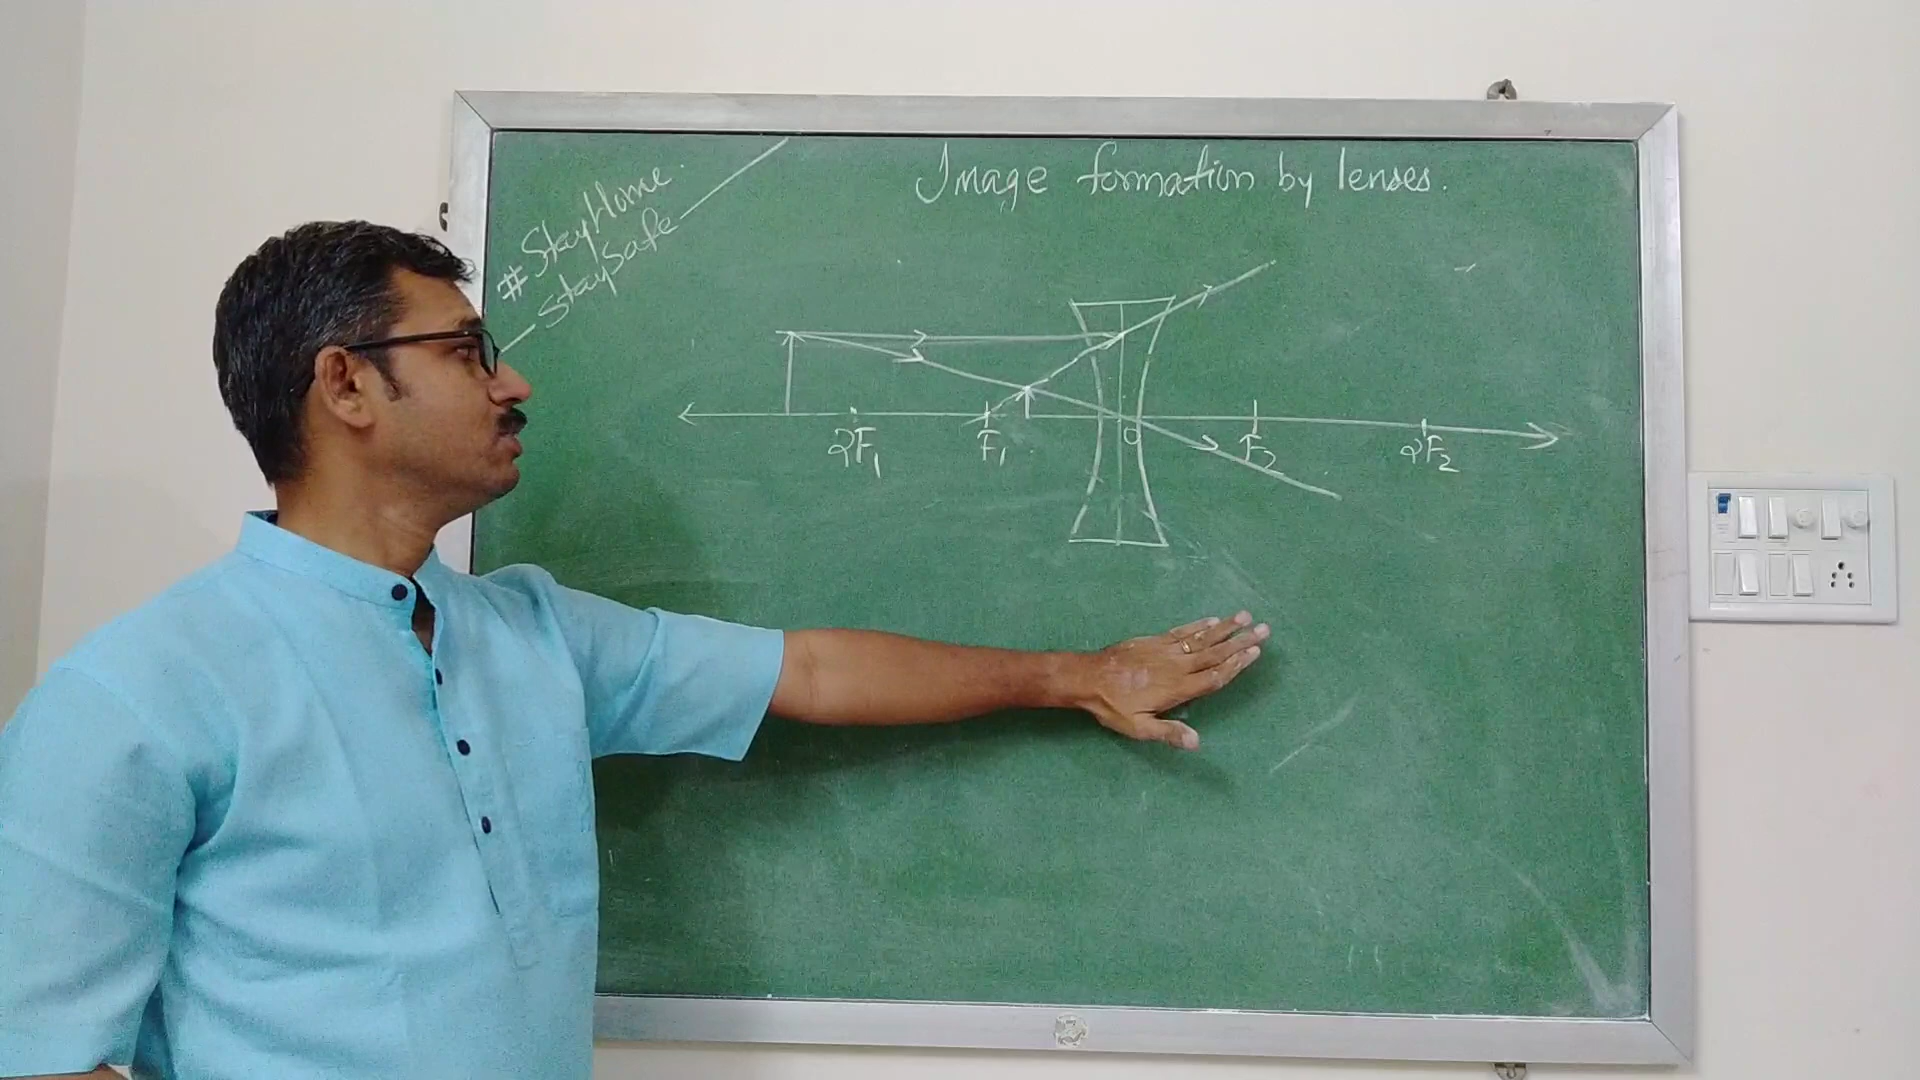 Image formation by lenses.
#StayHome.
StaySafe
2F₁
F₁
O
F₂
2F₂